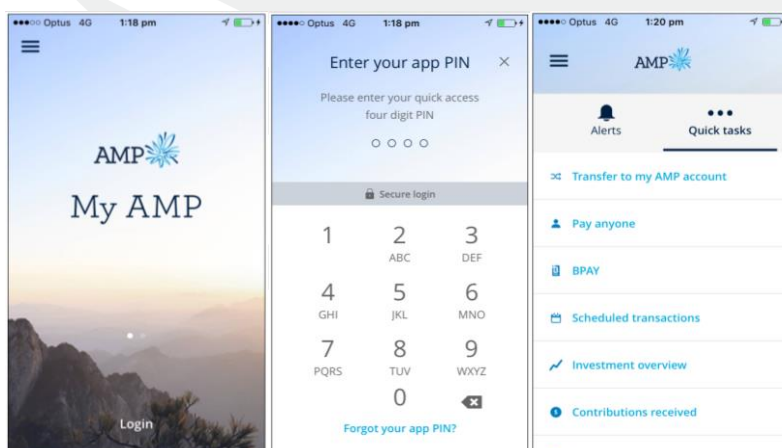 Optus 4G 1:18 pm
AMP
My AMP
Login
Optus 4G 1:18 pm
Enter your app PIN ×
Please enter your quick access
four digit PIN
Secure login
1 2 3
ABC DEF
4 5 6
GHI JKL MNO
7 8 9
PQRS TUV WXYZ
0
Forgot your app PIN?
Optus 4G 1:20 pm
AMP
Alerts Quick tasks
Transfer to my AMP account
Pay anyone
BPAY
Scheduled transactions
Investment overview
Contributions received